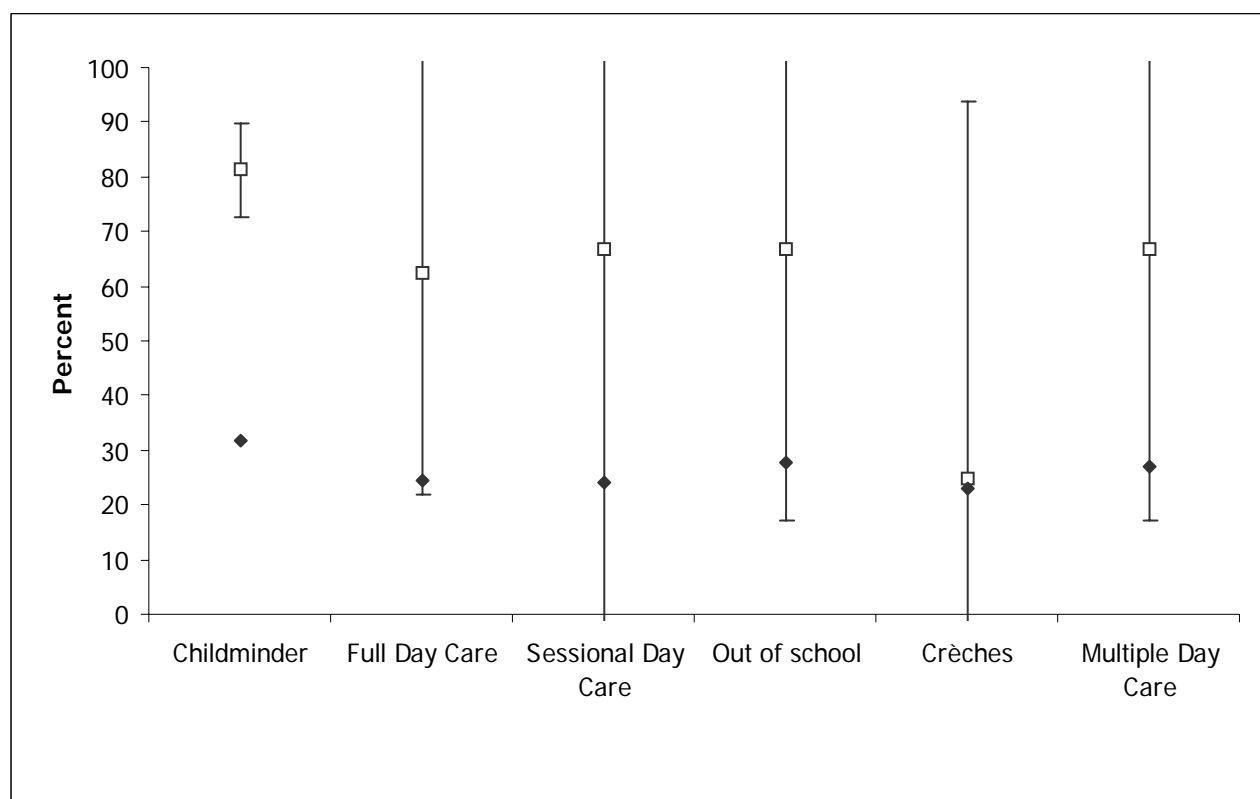 100
90
80
70
60
50
40
30
20
10
0
Percent
Childminder
Full Day Care
Sessional Day
Care
Out of school
Crèches
Multiple Day
Care